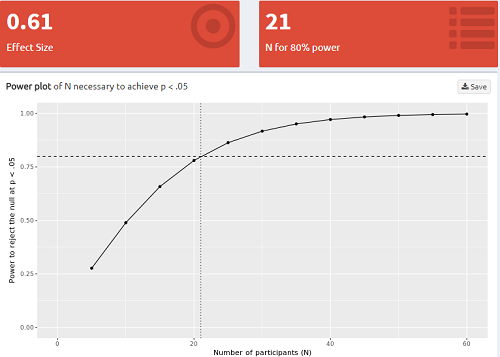 0.61
Effect Size
21
N for 80% power
Power plot of N necessary to achieve p < .05
Save
Power to reject the null at p < .05
1.00
0.75
0.50
0.25
0.00
0 20 40 60
Number of participants (N)